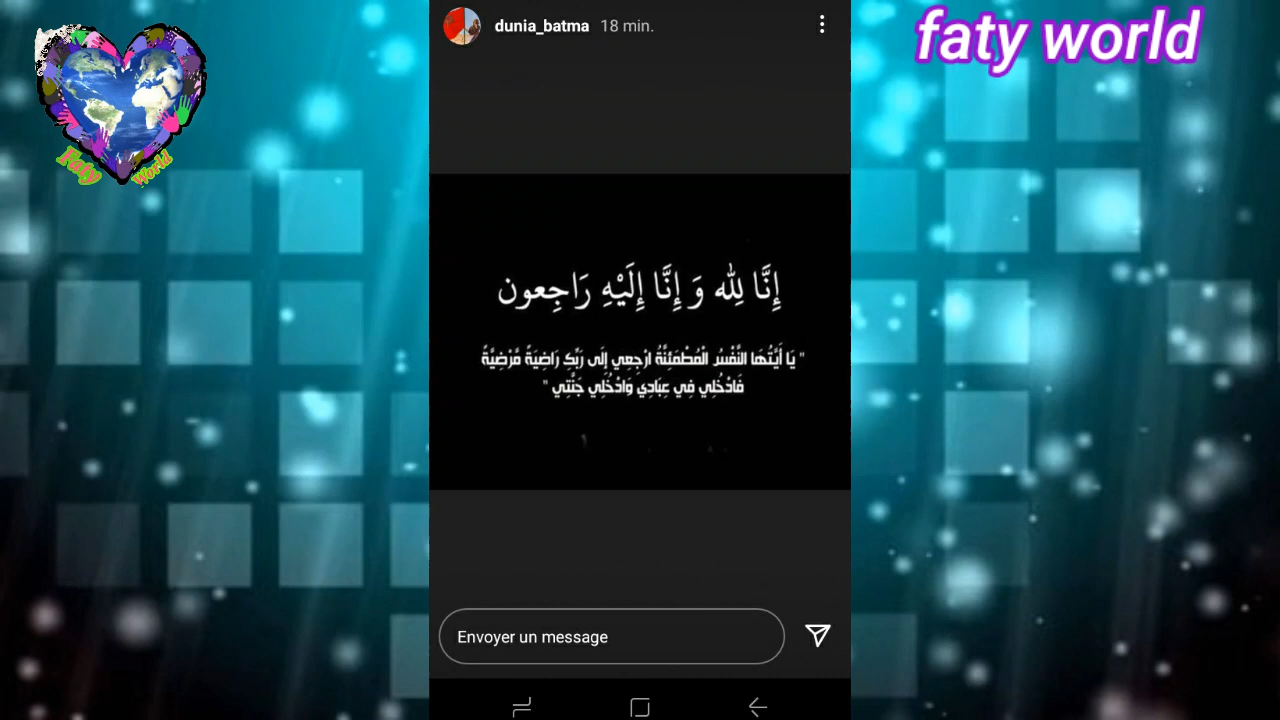 faty world
Faty World
dunia_batma 18 min.
إِنَّا لِلّٰه وَ إِنَّا إِلَيْهِ رَاجِعون
" يَا أَيَّتُهَا النَّفْسُ الْمُطْمَئِنَّةُ ارْجِعِي إِلَى رَبِّكِ رَاضِيَةً مَّرْضِيَّةً
فَادْخُلِي فِي عِبَادِي وَادْخُلِي جَنَّتِي "
Envoyer un message